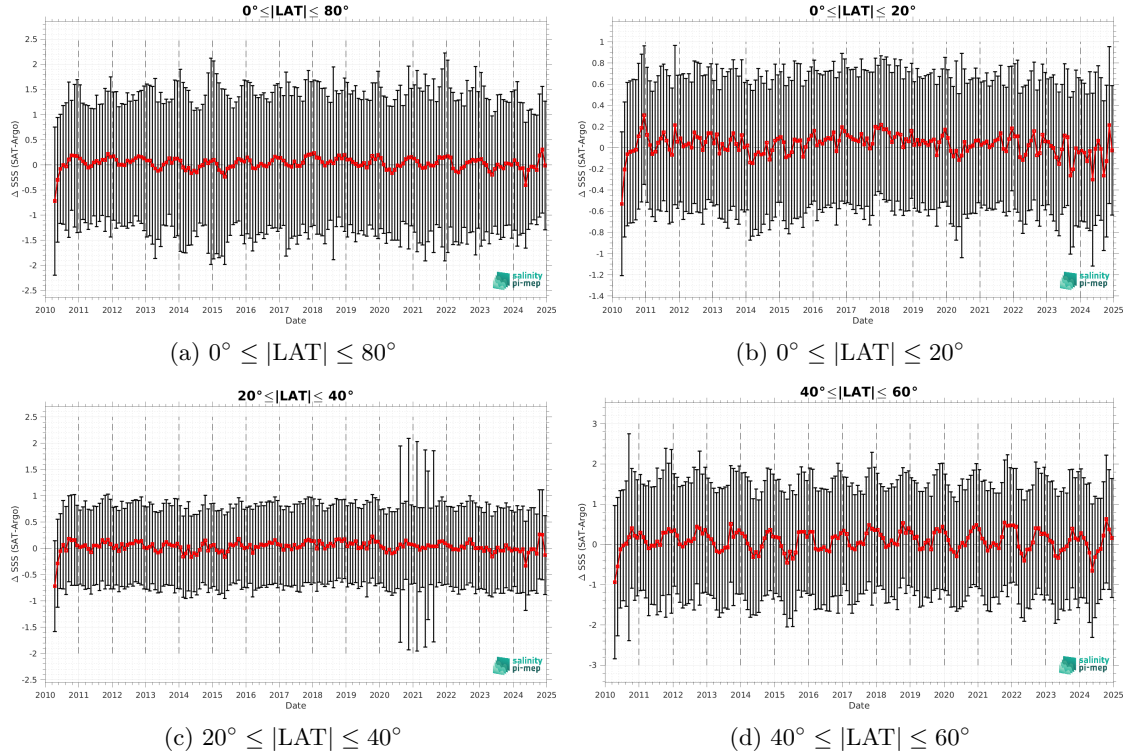 0°≤|LAT|≤ 80°
Δ SSS (SAT-Argo)
2.5
2
1.5
1
0.5
0
-0.5
-1
-1.5
-2
-2.5
2010 2011 2012 2013 2014 2015 2016 2017 2018 2019 2020 2021 2022 2023 2024 2025
Date
salinity
pi-mep
(a) 0° ≤ |LAT| ≤ 80°
0°≤|LAT|≤ 20°
Δ SSS (SAT-Argo)
1
0.8
0.6
0.4
0.2
0
-0.2
-0.4
-0.6
-0.8
-1
-1.2
-1.4
2010 2011 2012 2013 2014 2015 2016 2017 2018 2019 2020 2021 2022 2023 2024 2025
Date
salinity
pi-mep
(b) 0° ≤ |LAT| ≤ 20°
20°≤|LAT|≤ 40°
Δ SSS (SAT-Argo)
2.5
2
1.5
1
0.5
0
-0.5
-1
-1.5
-2
-2.5
2010 2011 2012 2013 2014 2015 2016 2017 2018 2019 2020 2021 2022 2023 2024 2025
Date
salinity
pi-mep
(c) 20° ≤ |LAT| ≤ 40°
40°≤|LAT|≤ 60°
Δ SSS (SAT-Argo)
3
2
1
0
-1
-2
-3
2010 2011 2012 2013 2014 2015 2016 2017 2018 2019 2020 2021 2022 2023 2024 2025
Date
salinity
pi-mep
(d) 40° ≤ |LAT| ≤ 60°